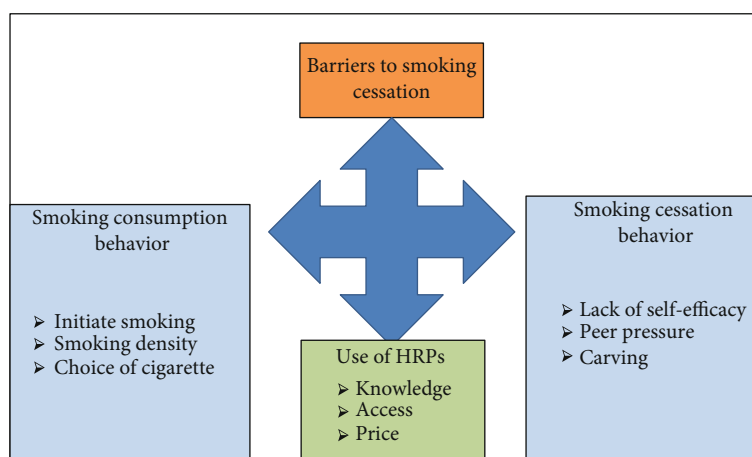 Barriers to smoking
cessation
Smoking consumption
behavior
➢ Initiate smoking
➢ Smoking density
➢ Choice of cigarette
Smoking cessation
behavior
➢ Lack of self-efficacy
➢ Peer pressure
➢ Carving
Use of HRPs
➢ Knowledge
➢ Access
➢ Price